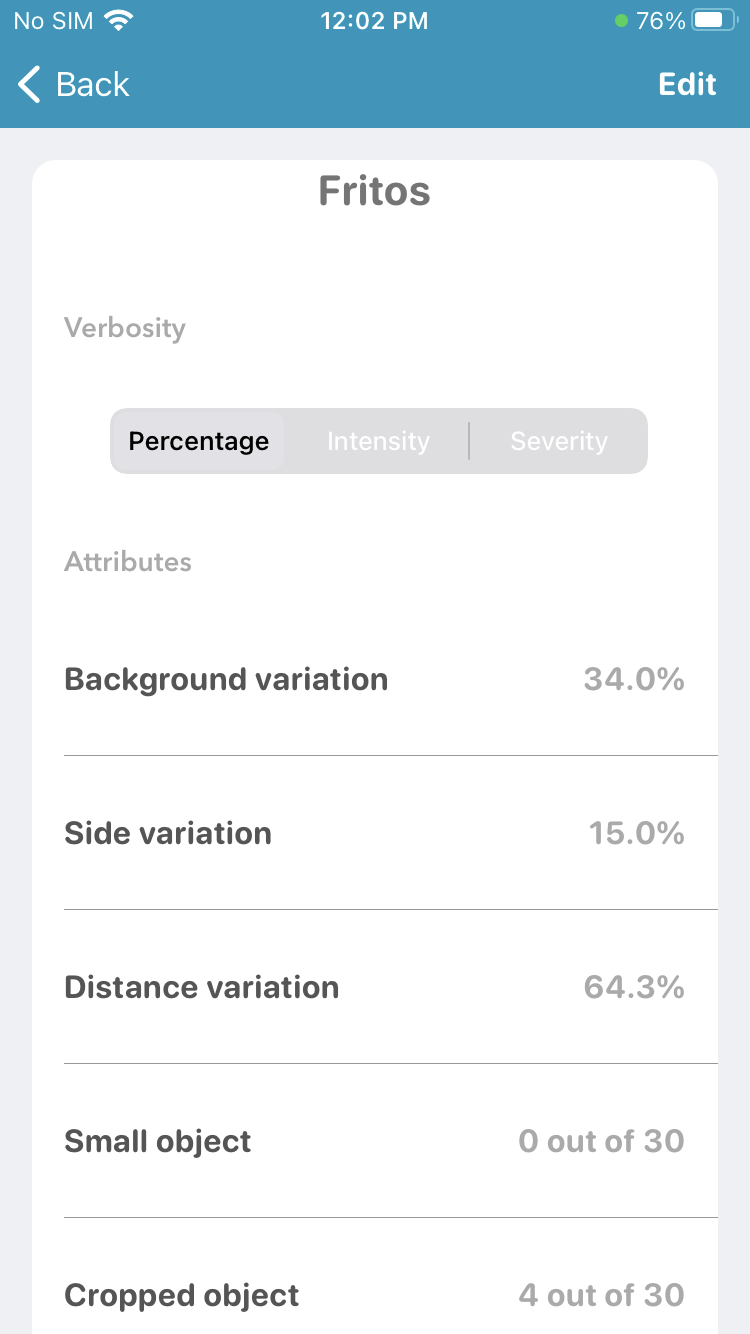 No SIM 12:02 PM 76%
Back Edit
Fritos
Verbosity
Percentage Intensity Severity
Attributes
Background variation 34.0%
Side variation 15.0%
Distance variation 64.3%
Small object 0 out of 30
Cropped object 4 out of 30